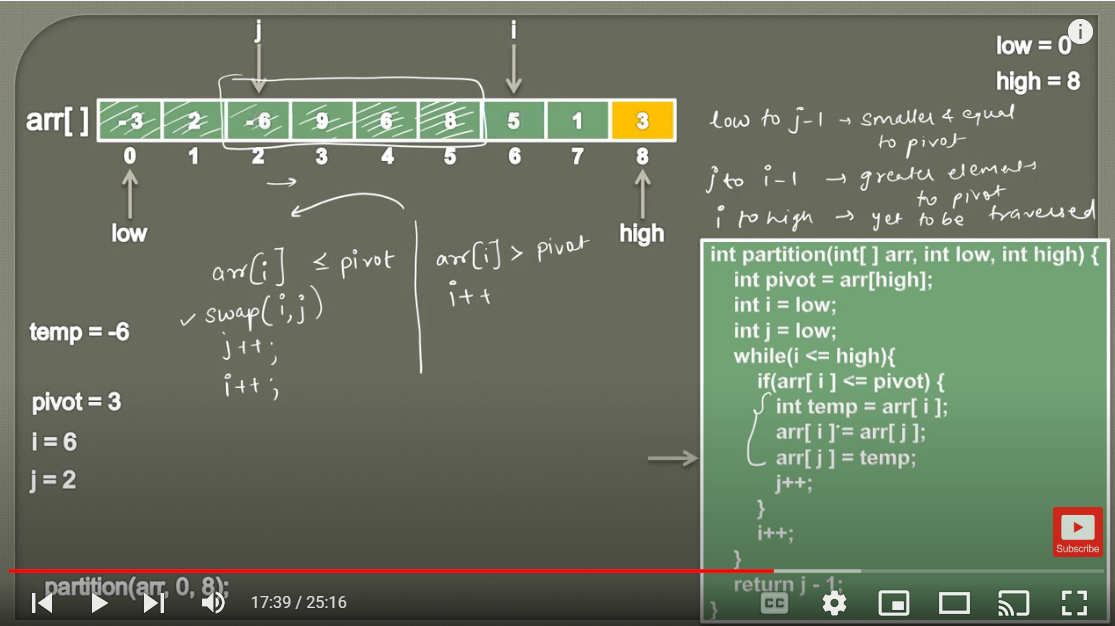 j
i
low = 0
i
high = 8
arr[ ]
-3 2 -6 9 6 8 5 1 3
0 1 2 3 4 5 6 7 8
low
high
low to j-1 → smaller & equal
to pivot
j to i-1 → greater elements
to pivot
i to high → yet to be traversed
arr[i] ≤ pivot
✓ swap(i,j)
j++;
i++;
arr[i] > pivot
i++
temp = -6
pivot = 3
i = 6
j = 2
int partition(int[ ] arr, int low, int high) {
int pivot = arr[high];
int i = low;
int j = low;
while(i <= high){
if(arr[ i ] <= pivot) {
int temp = arr[ i ];
arr[ i ] = arr[ j ];
arr[ j ] = temp;
j++;
}
i++;
}
return j - 1;
}
Subscribe
partition(arr, 0, 8);
17:39 / 25:16
CC